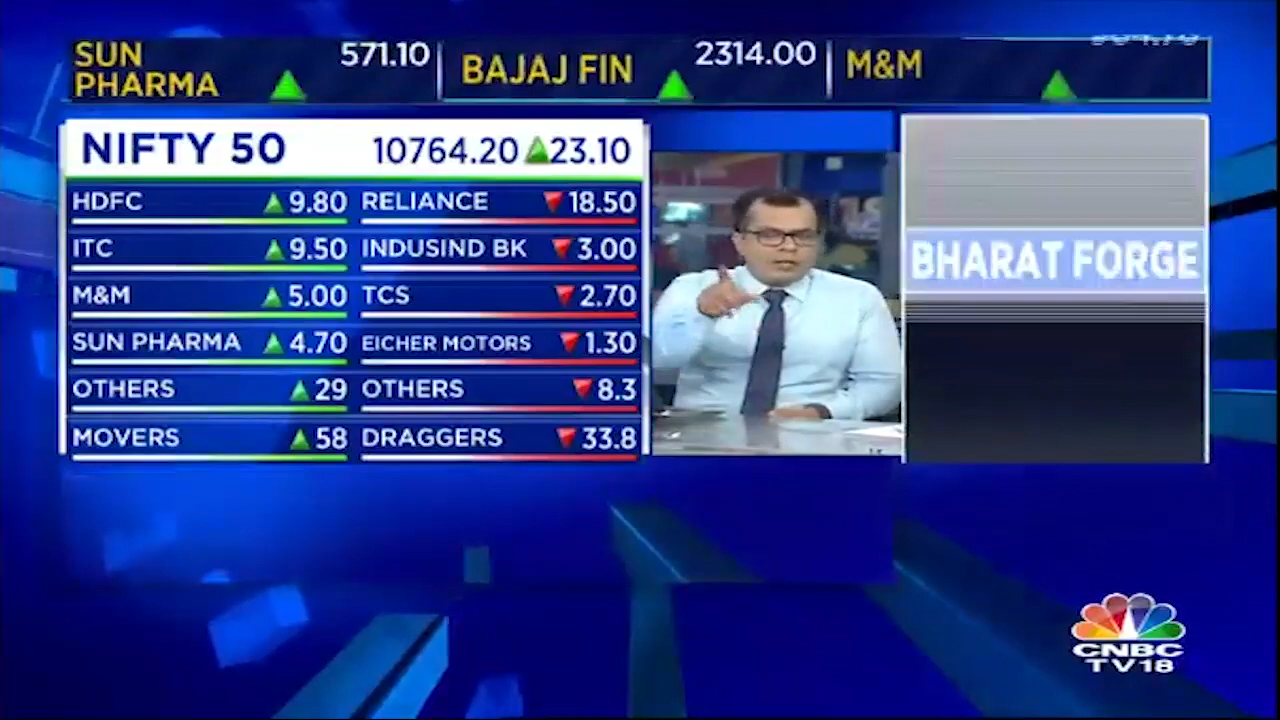 SUN PHARMA 571.10 BAJAJ FIN 2314.00 M&M
NIFTY 50 10764.20 23.10
HDFC 9.80 RELIANCE 18.50
ITC 9.50 INDUSIND BK 3.00
M&M 5.00 TCS 2.70
SUN PHARMA 4.70 EICHER MOTORS 1.30
OTHERS 29 OTHERS 8.3
MOVERS 58 DRAGGERS 33.8
BHARAT FORGE
CNBC
TV18